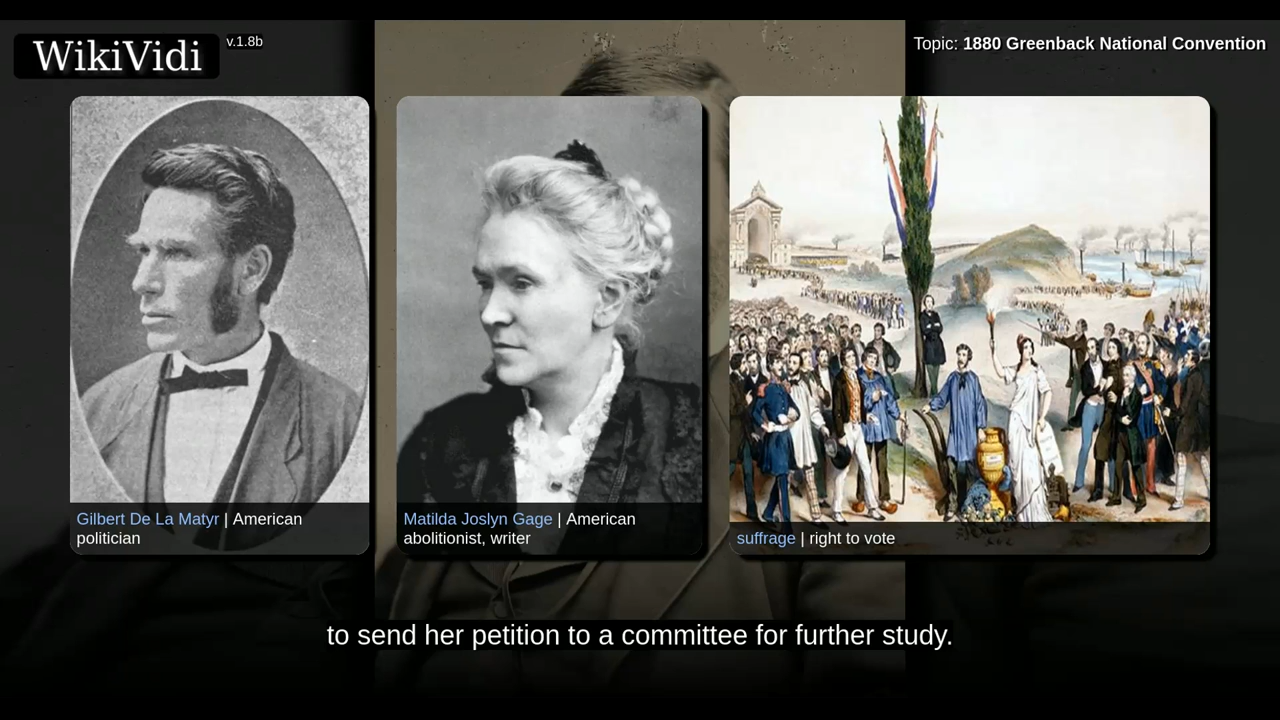 WikiVidi v.1.8b
Topic: 1880 Greenback National Convention
Gilbert De La Matyr | American
politician
Matilda Joslyn Gage | American
abolitionist, writer
suffrage | right to vote
to send her petition to a committee for further study.